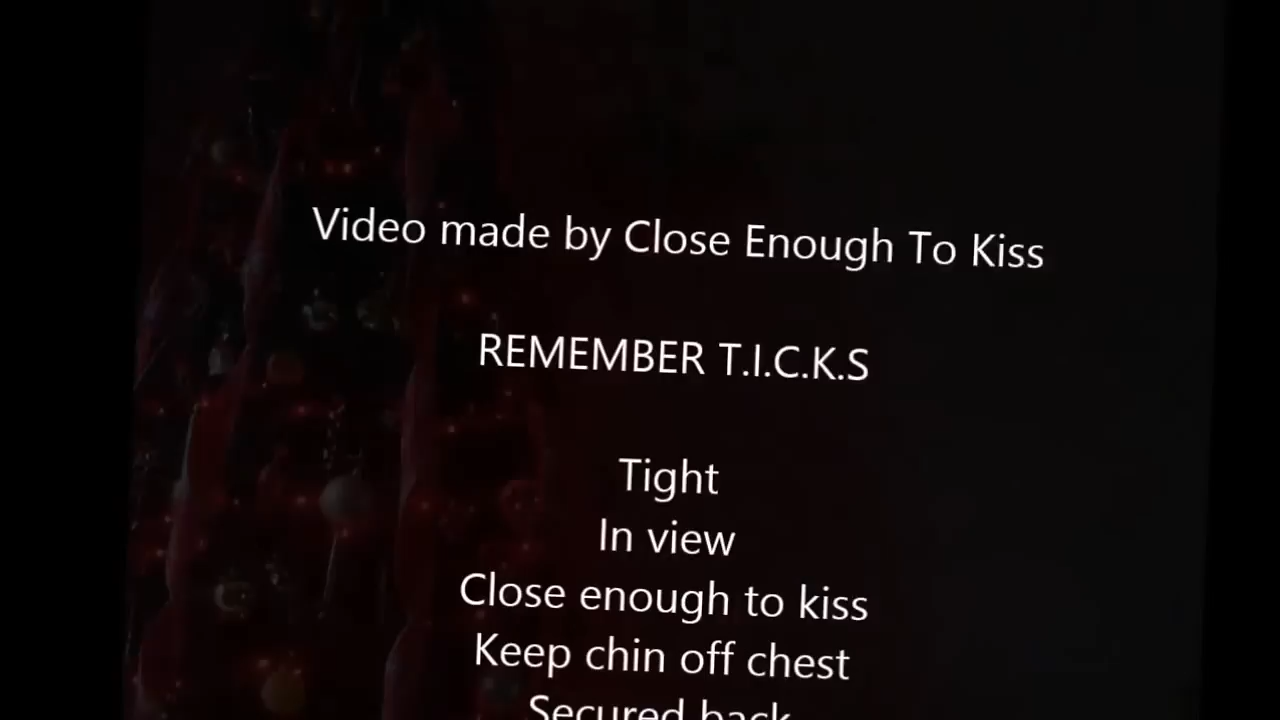 Video made by Close Enough To Kiss
REMEMBER T.I.C.K.S
Tight
In view
Close enough to kiss
Keep chin off chest
Secured back